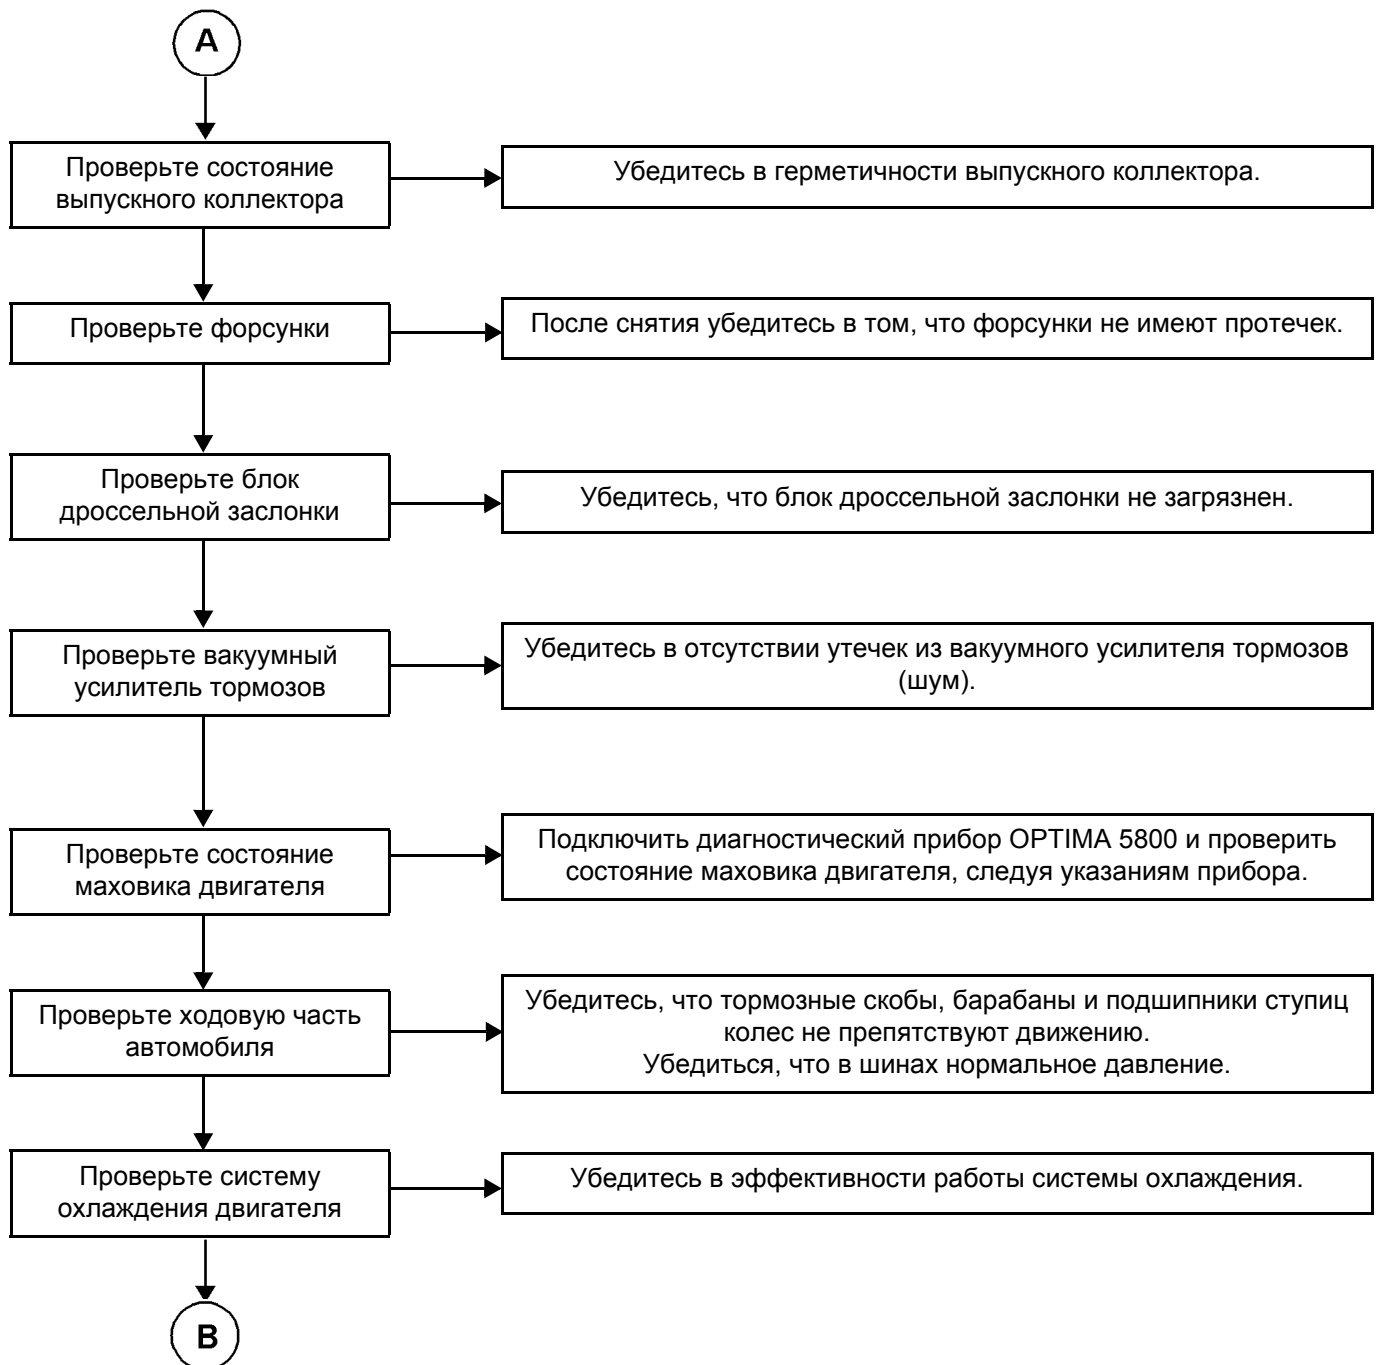 A
Проверьте состояние
выпускного коллектора
Убедитесь в герметичности выпускного коллектора.
Проверьте форсунки
После снятия убедитесь в том, что форсунки не имеют протечек.
Проверьте блок
дроссельной заслонки
Убедитесь, что блок дроссельной заслонки не загрязнен.
Проверьте вакуумный
усилитель тормозов
Убедитесь в отсутствии утечек из вакуумного усилителя тормозов
(шум).
Проверьте состояние
маховика двигателя
Подключить диагностический прибор OPTIMA 5800 и проверить
состояние маховика двигателя, следуя указаниям прибора.
Проверьте ходовую часть
автомобиля
Убедитесь, что тормозные скобы, барабаны и подшипники ступиц
колес не препятствуют движению.
Убедиться, что в шинах нормальное давление.
Проверьте систему
охлаждения двигателя
Убедитесь в эффективности работы системы охлаждения.
B